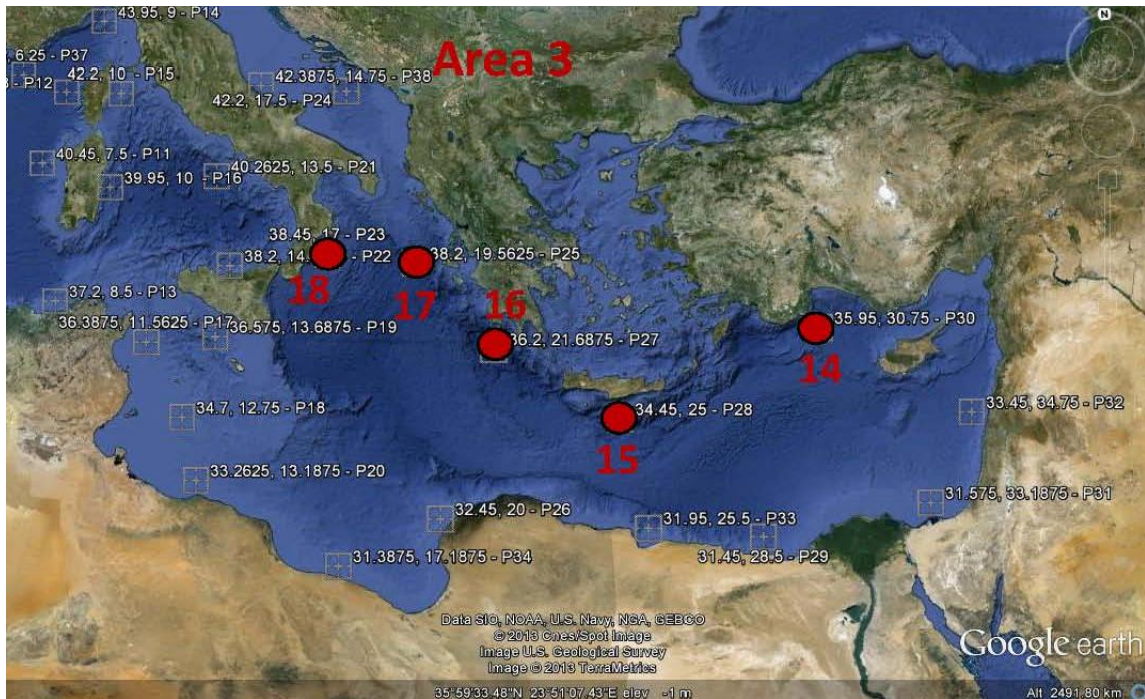 43.95, 9 - P14
N
Area 3
6.25 - P37
42.2, 10 - P15
P12
42.3875, 14.75 - P38
42.2, 17.5 - P24
40.45, 7.5 - P11
40.2625, 13.5 - P21
39.95, 10 - P16
38.45, 17 - P23
38.2, 14. P22
38.2, 19.5625 - P25
18
17
16
37.2, 8.5 - P13
36.3875, 11.5625 - P17
36.575, 13.6875 - P19
36.2, 21.6875 - P27
35.95, 30.75 - P30
14
34.7, 12.75 - P18
34.45, 25 - P28
33.45, 34.75 - P32
15
33.2625, 13.1875 - P20
31.575, 33.1875 - P31
32.45, 20 - P26
31.95, 25.5 - P33
31.3875, 17.1875 - P34
31.45, 28.5 - P29
Data SIO, NOAA, U.S. Navy, NGA, GEBCO
© 2013 Cnes/Spot Image
Image U.S. Geological Survey
Image © 2013 TerraMetrics
Google earth
35°59'33.48"N 23°51'07.43"E elev -1 m
Alt 2491.80 km